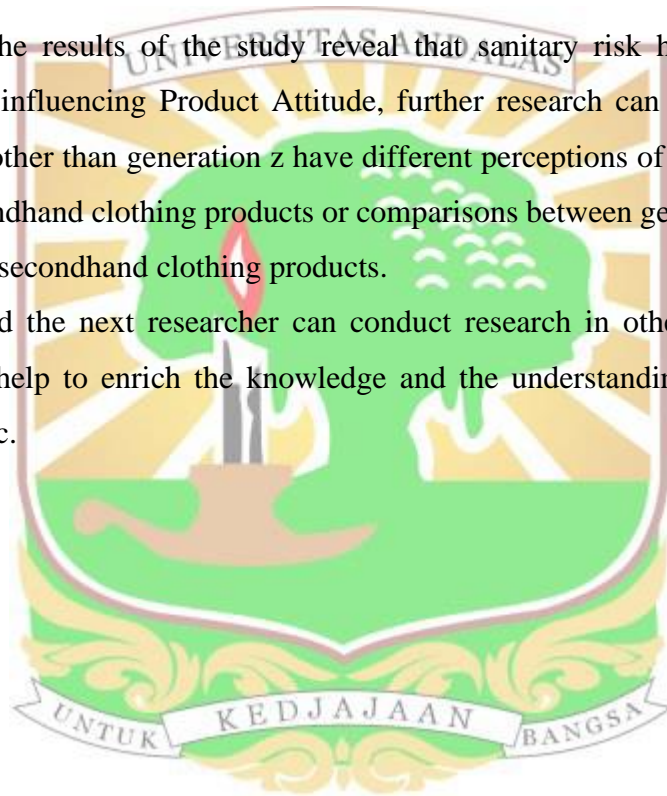 he results of the study reveal that sanitary risk h
UNIVERSITAS ANDALAS
influencing Product Attitude, further research can
other than generation z have different perceptions of
ndhand clothing products or comparisons between ge
secondhand clothing products.
d the next researcher can conduct research in othe
help to enrich the knowledge and the understandin
c.
UNTUK KEDJAJAAN BANGSA